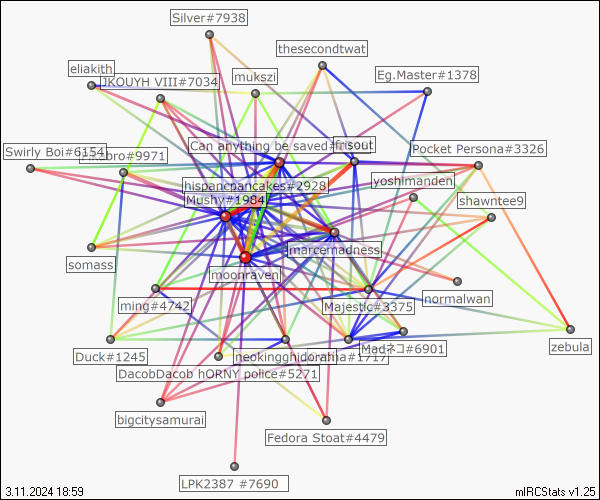 Silver#7938
thesecondtwat
eliakith
JKOUYH VIII#7034
mukszi
Eg.Master#1378
Can anything be saved
frisout
Pocket Persona#3326
Swirly Boi#6154
#9971
hispancpancakes#2928
yoshimanden
Mushy#1984
shawntee9
marcemadness
somass
moonraven
ming#4742
Majestic#3375
normalwan
Duck#1245
neokingghidorahna#1717
Madネコ#6901
zebula
DacobDacob hORNY police#5271
bigcitysamurai
Fedora Stoat#4479
LPK2387 #7690
3.11.2024 18:59
mIRCStats v1.25